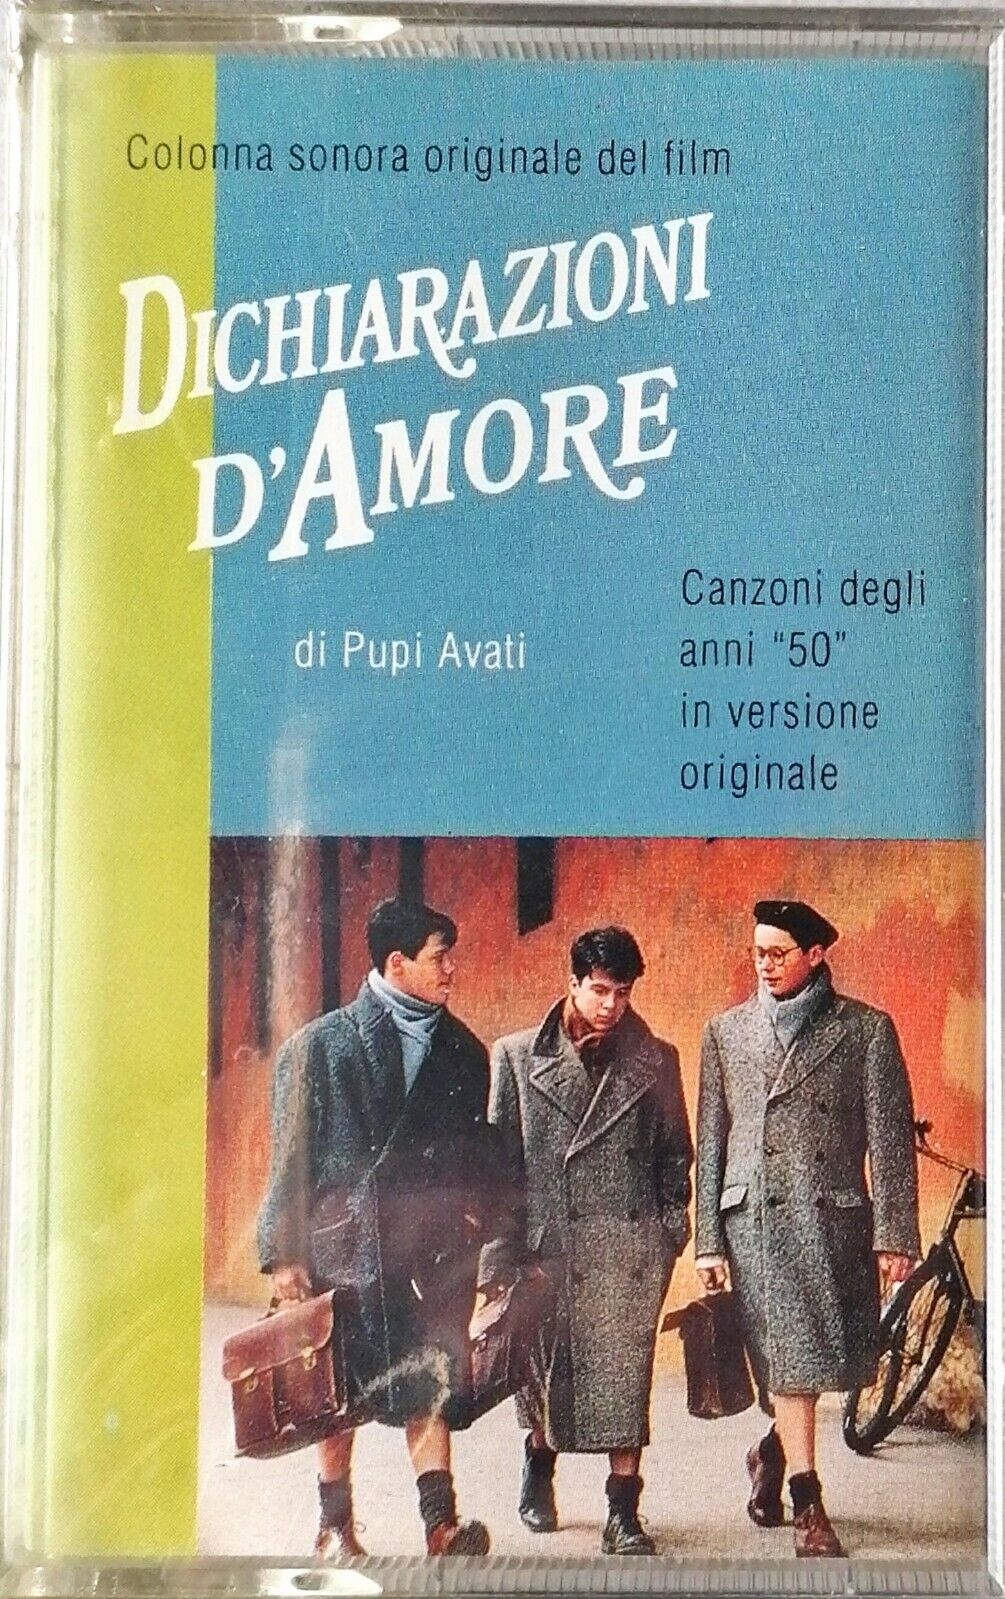 Colonna sonora originale del film
DICHIARAZIONI
D'AMORE
di Pupi Avati
Canzoni degli
anni "50"
in versione
originale